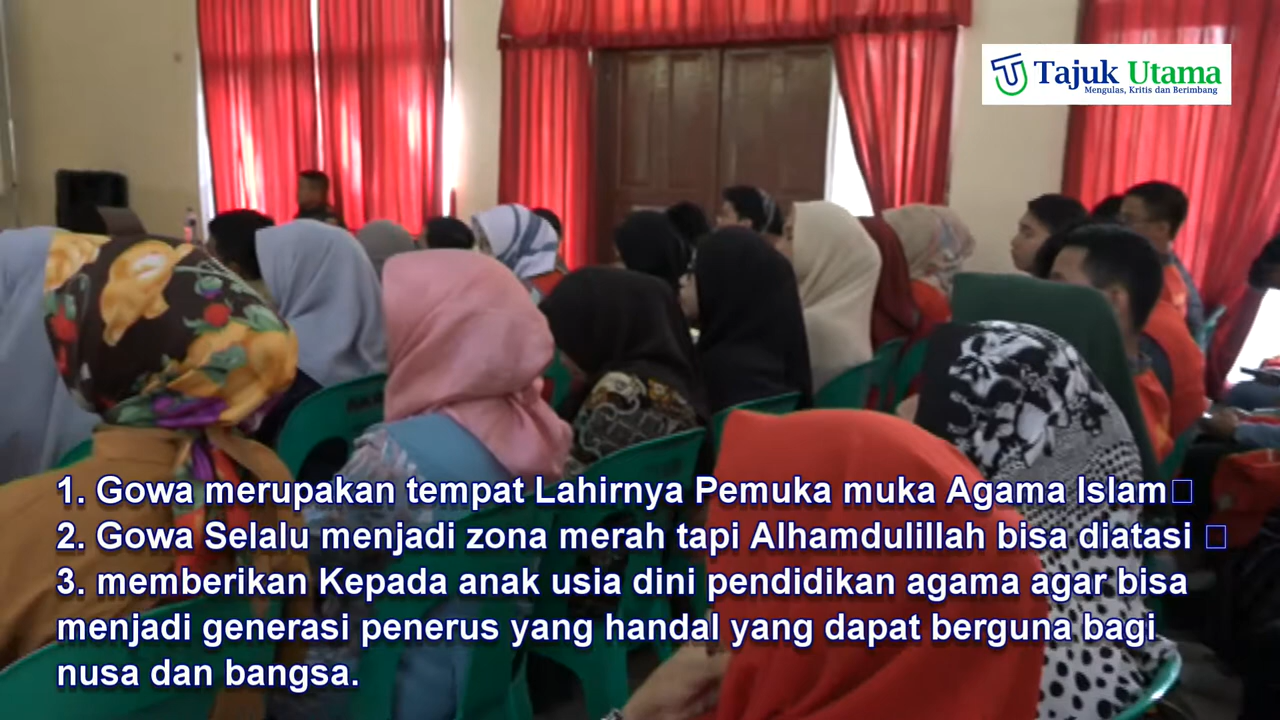 Tajuk Utama
Mengulas, Kritis dan Berimbang
1. Gowa merupakan tempat Lahirnya Pemuka muka Agama Islam
2. Gowa Selalu menjadi zona merah tapi Alhamdulillah bisa diatasi
3. memberikan Kepada anak usia dini pendidikan agama agar bisa
menjadi generasi penerus yang handal yang dapat berguna bagi
nusa dan bangsa.